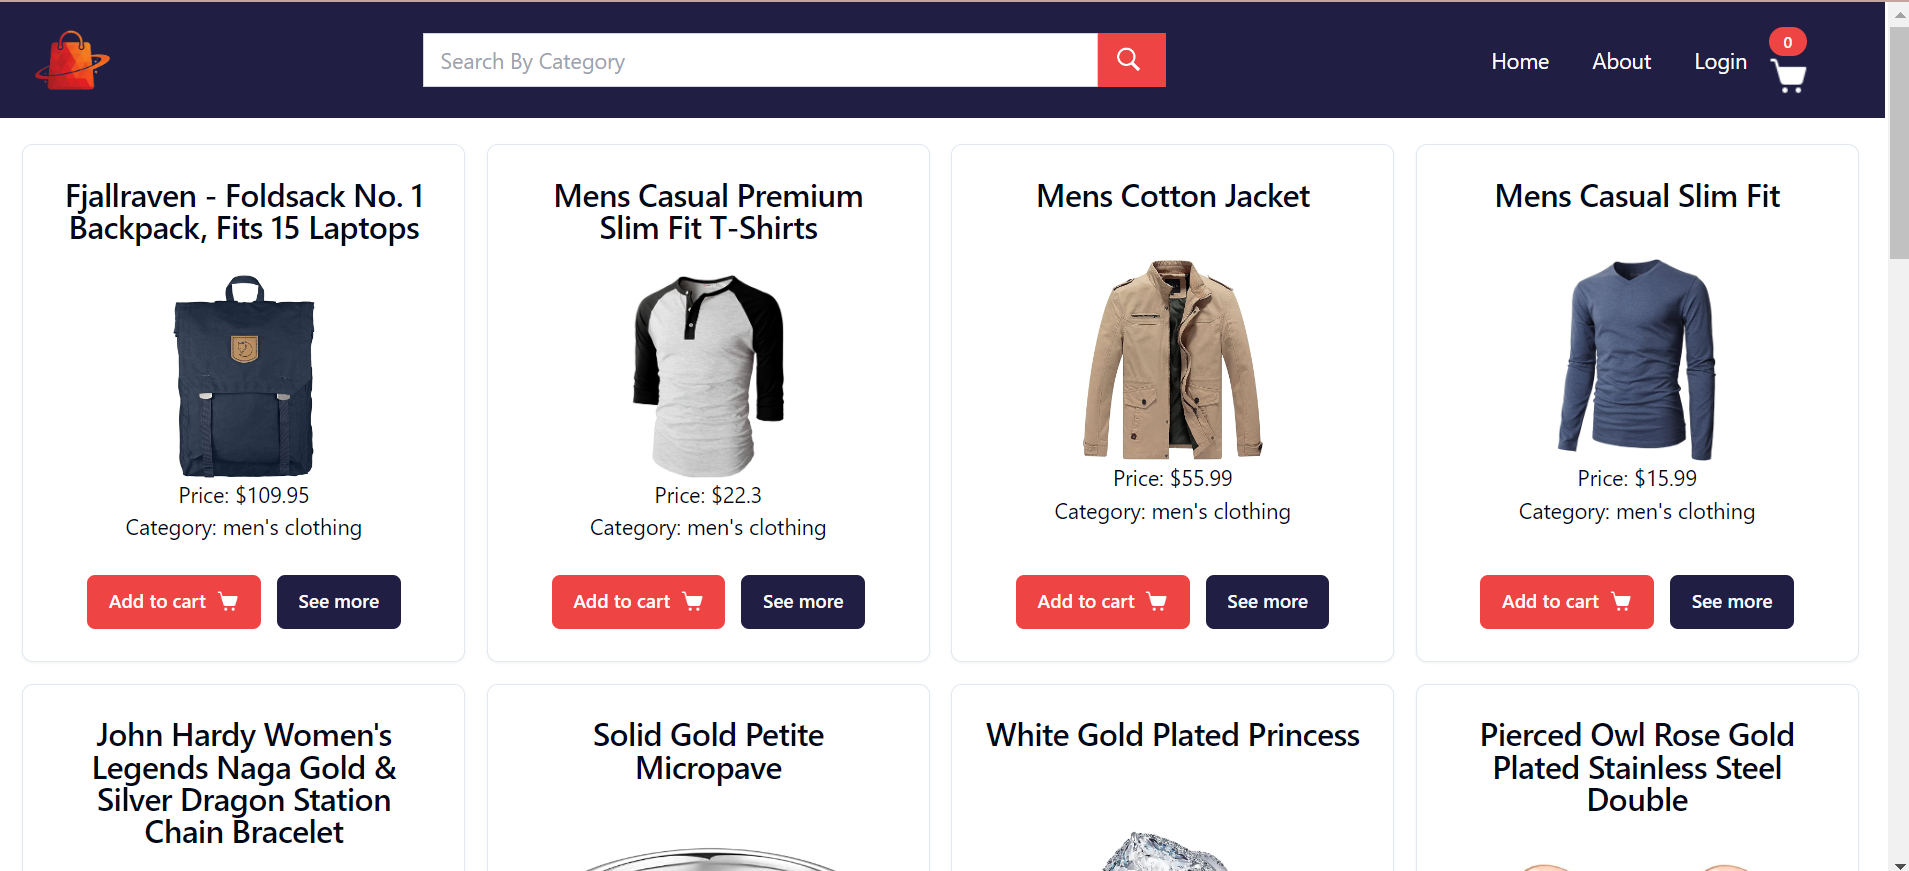 Search By Category
Home
About
Login
0
Fjallraven - Foldsack No. 1
Backpack, Fits 15 Laptops
Price: $109.95
Category: men's clothing
Add to cart
See more
Mens Casual Premium
Slim Fit T-Shirts
Price: $22.3
Category: men's clothing
Add to cart
See more
Mens Cotton Jacket
Price: $55.99
Category: men's clothing
Add to cart
See more
Mens Casual Slim Fit
Price: $15.99
Category: men's clothing
Add to cart
See more
John Hardy Women's
Legends Naga Gold &
Silver Dragon Station
Chain Bracelet
Solid Gold Petite
Micropave
White Gold Plated Princess
Pierced Owl Rose Gold
Plated Stainless Steel
Double